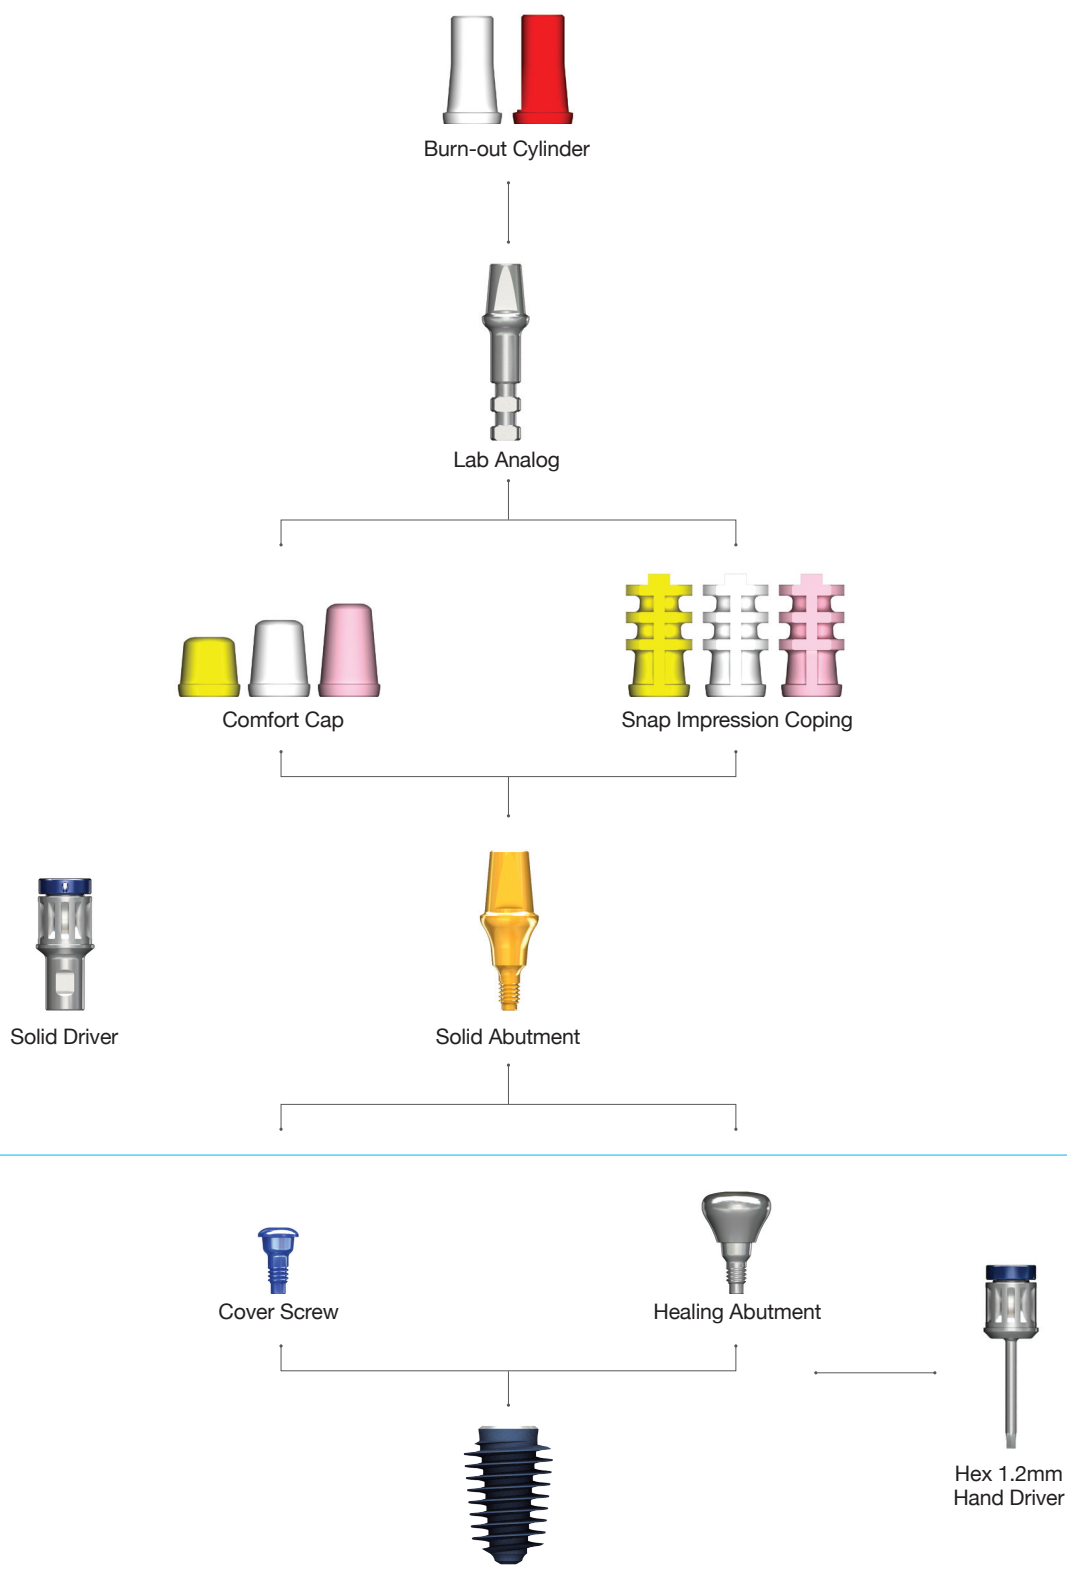 Burn-out Cylinder
Lab Analog
Comfort Cap
Snap Impression Coping
Solid Driver
Solid Abutment
Cover Screw
Healing Abutment
Hex 1.2mm
Hand Driver